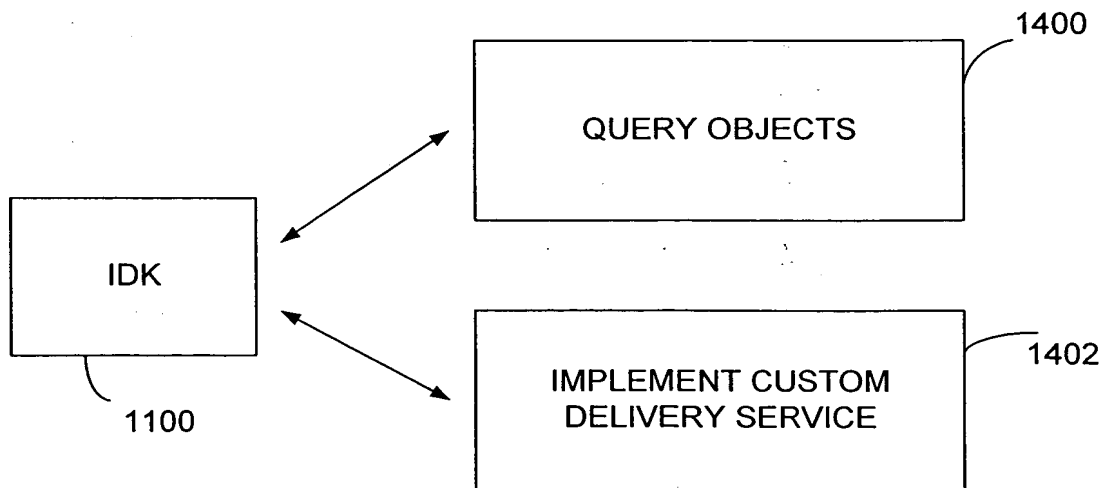 1400
QUERY OBJECTS
IDK
1100
1402
IMPLEMENT CUSTOM
DELIVERY SERVICE